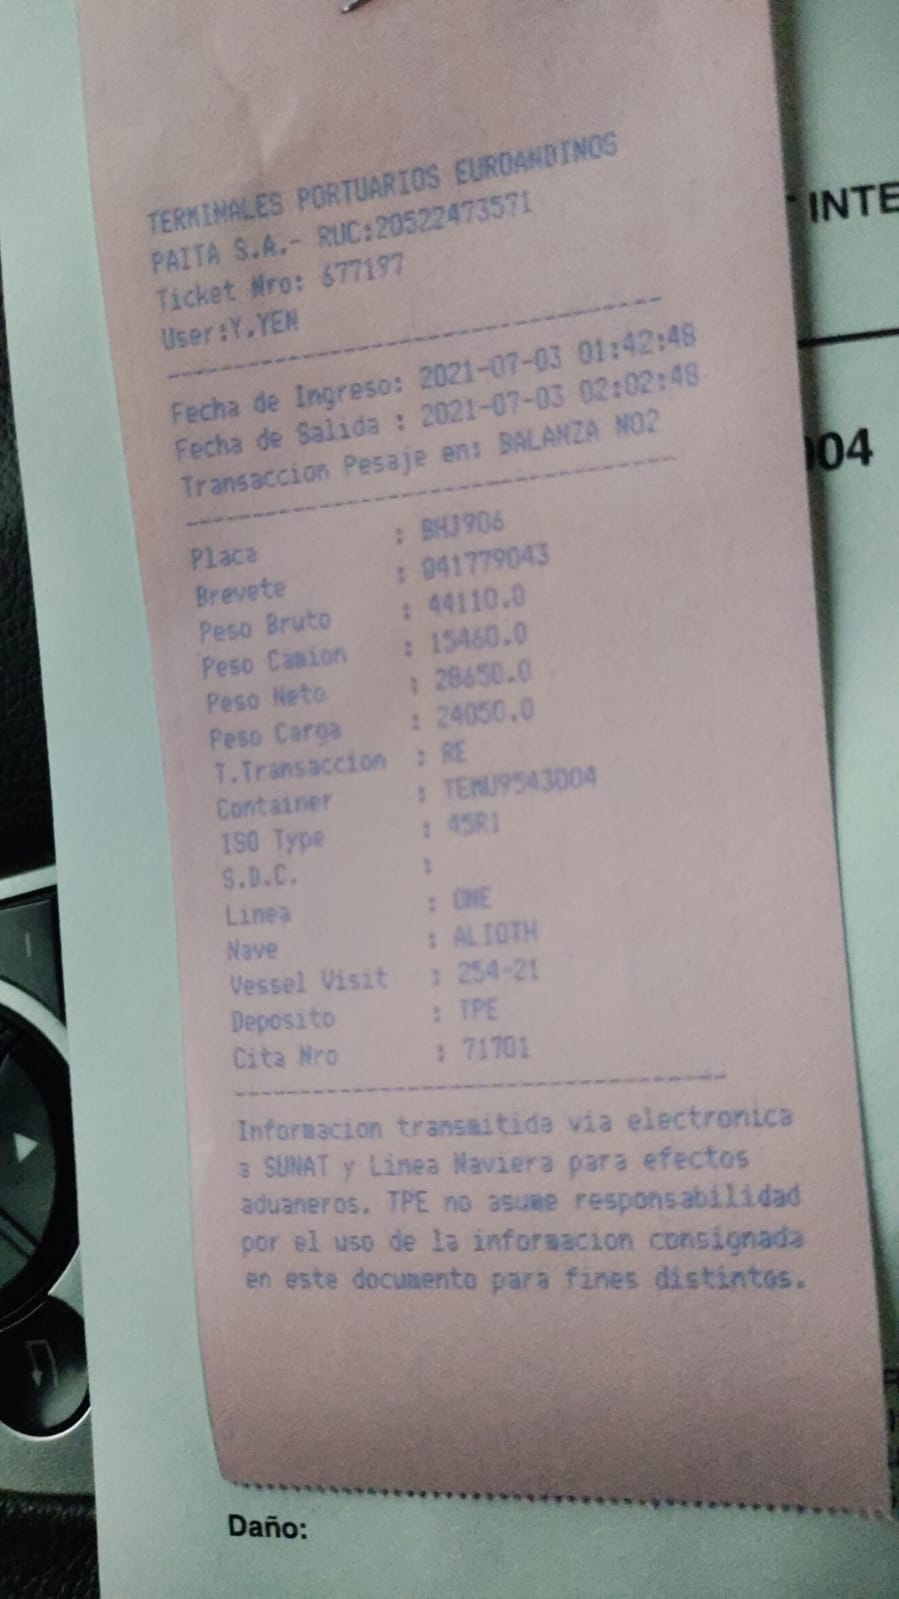 TERMINALES PORTUARIOS EUROANDINOS
PAITA S.A.- RUC:20522473571
Ticket Nro: 677197
User:Y.YEN
--------------------------------
Fecha de Ingreso: 2021-07-03 01:42:48
Fecha de Salida : 2021-07-03 02:02:48
Transaccion Pesaje en: BALANZA NO2
--------------------------------
Placa : BHJ906
Brevete : Q41779043
Peso Bruto : 44110.0
Peso Camion : 15460.0
Peso Neto : 28650.0
Peso Carga : 24050.0
T.Transaccion : RE
Container : TEMU9543004
ISO Type : 45R1
S.D.C. :
Linea : ONE
Nave : ALIOTH
Vessel Visit : 254-21
Deposito : TPE
Cita Nro : 71701
--------------------------------
Informacion transmitida via electronica
a SUNAT y Linea Naviera para efectos
aduaneros. TPE no asume responsabilidad
por el uso de la informacion consignada
en este documento para fines distintos.
INTE
004
Daño: